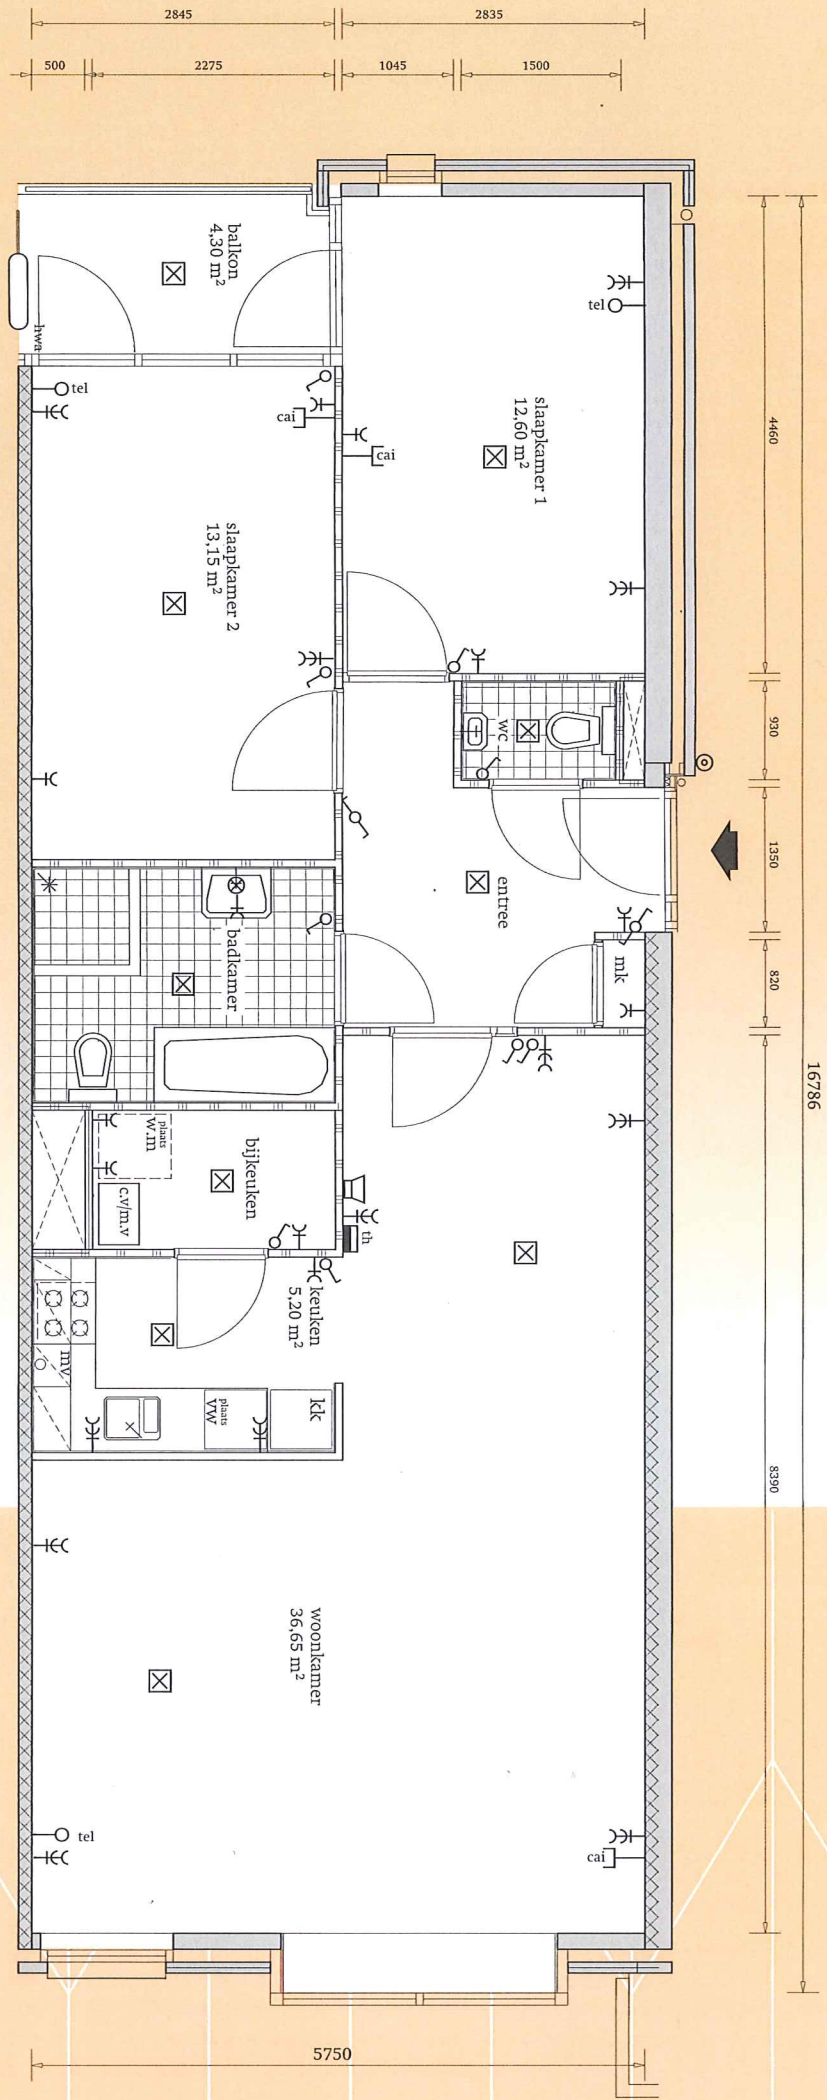 2845
2835
500
2275
1045
1500
balkon
4,30 m²
hwa
tel
tel
cai
cai
slaapkamer 1
12,60 m²
4460
slaapkamer 2
13,15 m²
wc
930
1350
entree
badkamer
mk
820
16786
plaats
w.m
bijkeuken
c.v/m.v
th
keuken
5,20 m²
mv
plaats
vw
kk
8390
woonkamer
36,65 m²
tel
cai
5750